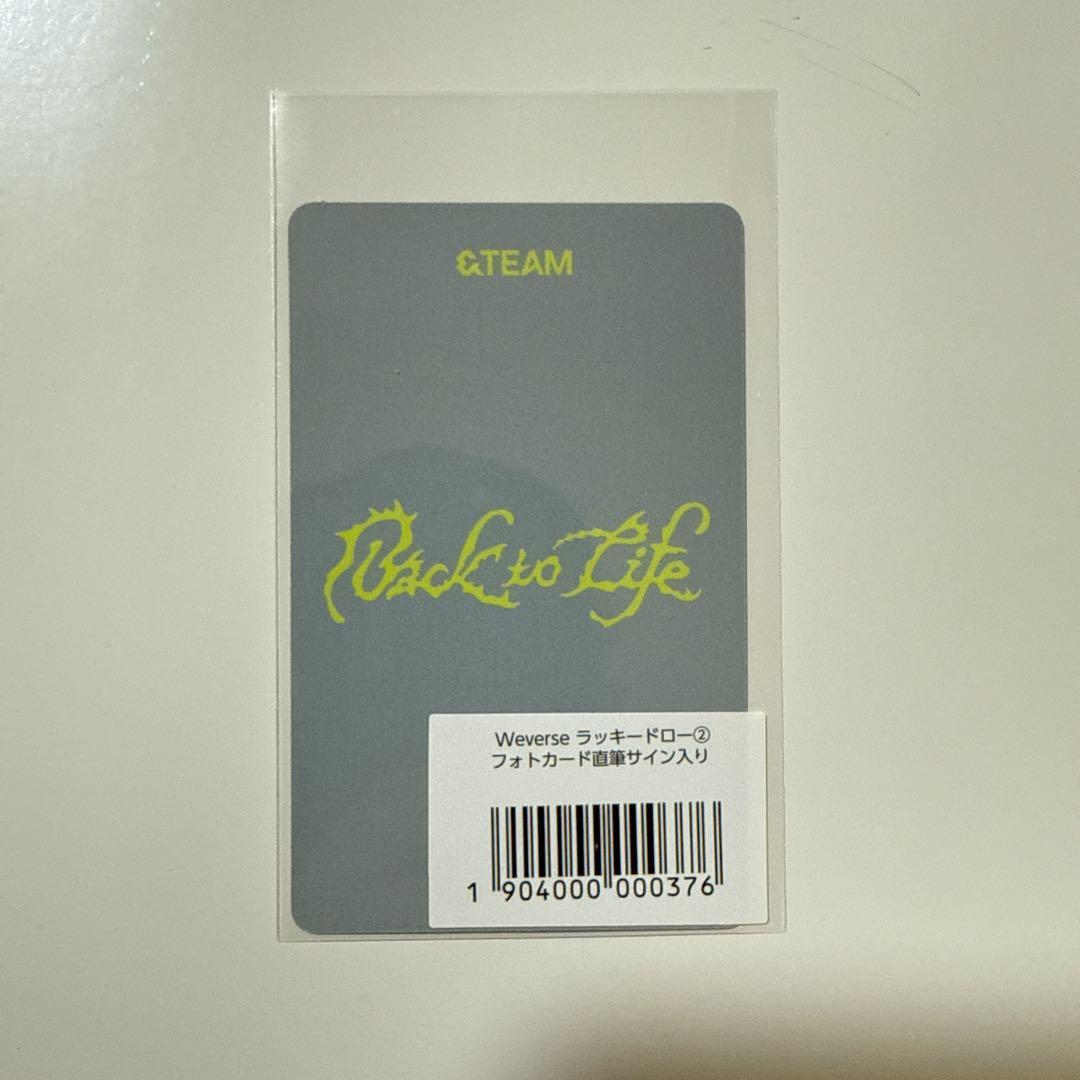 &TEAM
Back to Life
Weverse ラッキードロー②
フォトカード直筆サイン入り
1 904000 000376